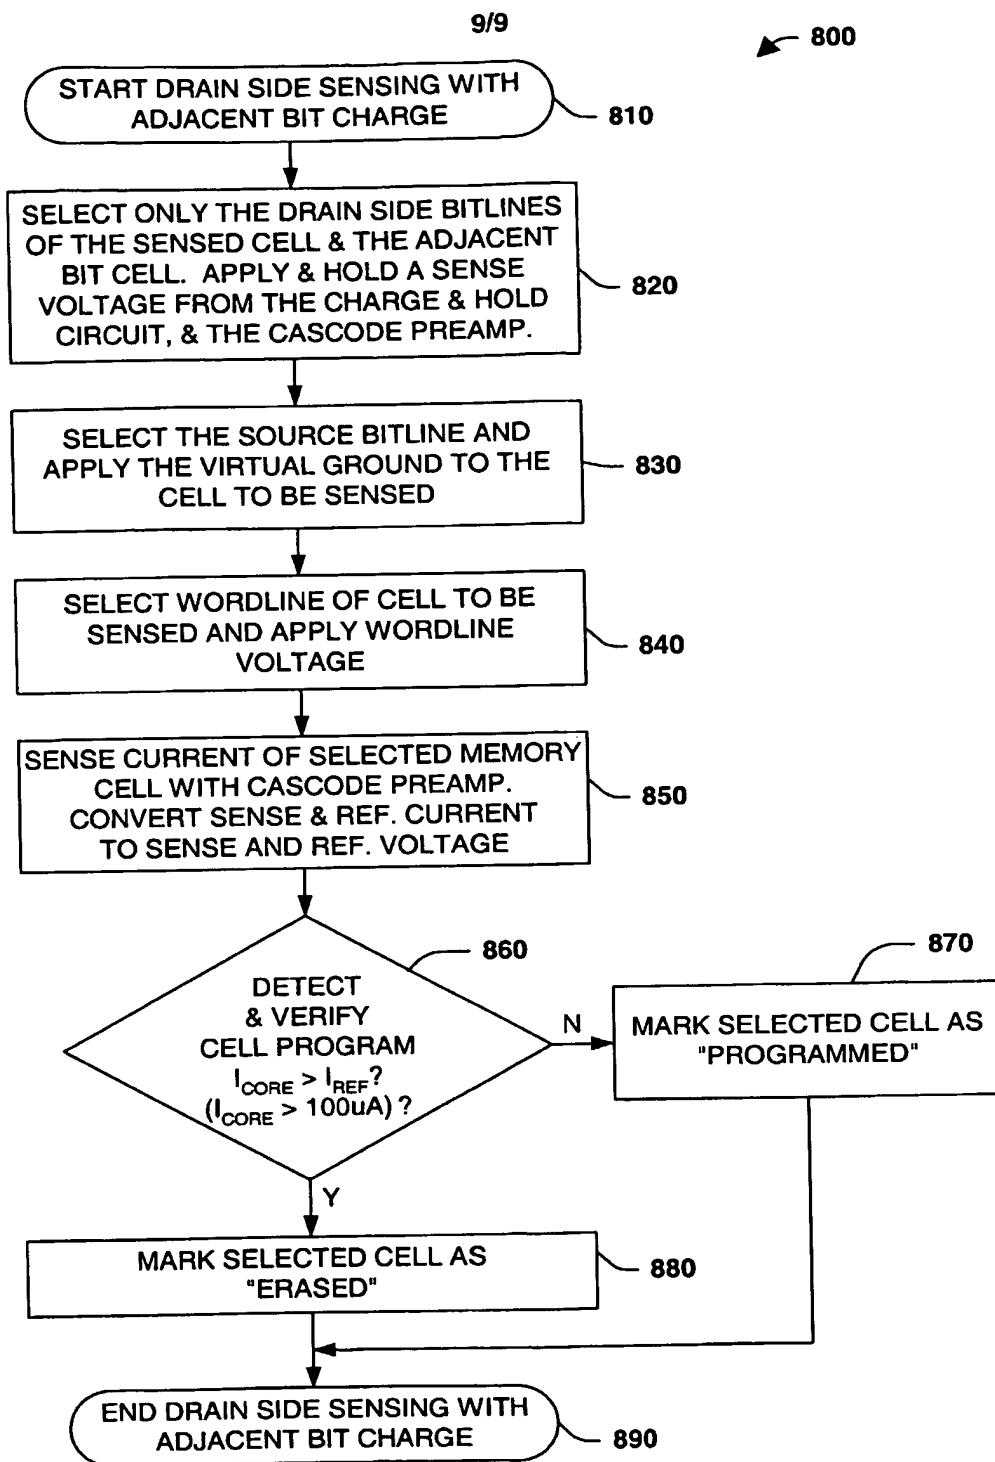 9/9
800
START DRAIN SIDE SENSING WITH
ADJACENT BIT CHARGE
810
SELECT ONLY THE DRAIN SIDE BITLINES
OF THE SENSED CELL & THE ADJACENT
BIT CELL. APPLY & HOLD A SENSE
VOLTAGE FROM THE CHARGE & HOLD
CIRCUIT, & THE CASCODE PREAMP.
820
SELECT THE SOURCE BITLINE AND
APPLY THE VIRTUAL GROUND TO THE
CELL TO BE SENSED
830
SELECT WORDLINE OF CELL TO BE
SENSED AND APPLY WORDLINE
VOLTAGE
840
SENSE CURRENT OF SELECTED MEMORY
CELL WITH CASCODE PREAMP.
CONVERT SENSE & REF. CURRENT
TO SENSE AND REF. VOLTAGE
850
DETECT
& VERIFY
CELL PROGRAM
I_CORE > I_REF?
(I_CORE > 100uA) ?
860
N
MARK SELECTED CELL AS
"PROGRAMMED"
870
Y
MARK SELECTED CELL AS
"ERASED"
880
END DRAIN SIDE SENSING WITH
ADJACENT BIT CHARGE
890